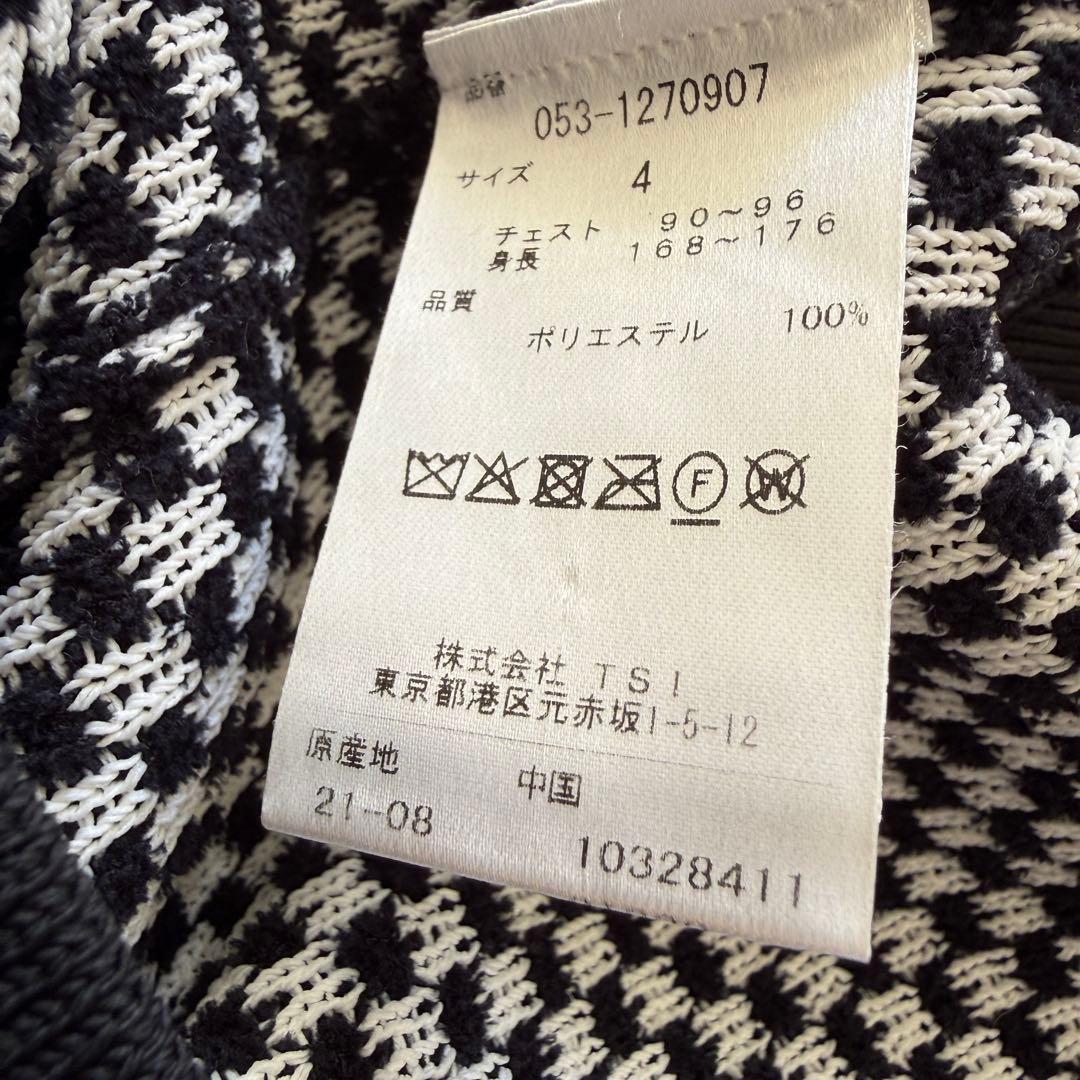 品番
053-1270907
サイズ 4
チェスト 90～96
身長 168～176
品質
ポリエステル 100%
F W
株式会社 TSI
東京都港区元赤坂1-5-12
原産地 中国
21-08
10328411